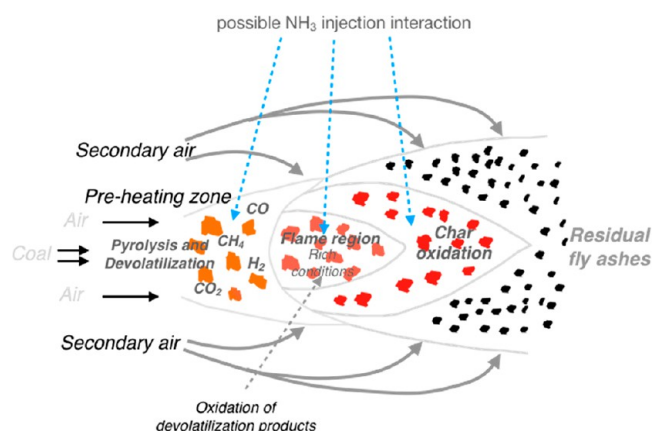 possible NH3 injection interaction
Secondary air
Pre-heating zone
Air
Coal
Air
Pyrolysis and
Devolatilization
CO
CH4
H2
CO2
Flame region
Rich
conditions
Char
oxidation
Residual
fly ashes
Secondary air
Oxidation of
devolatilization products